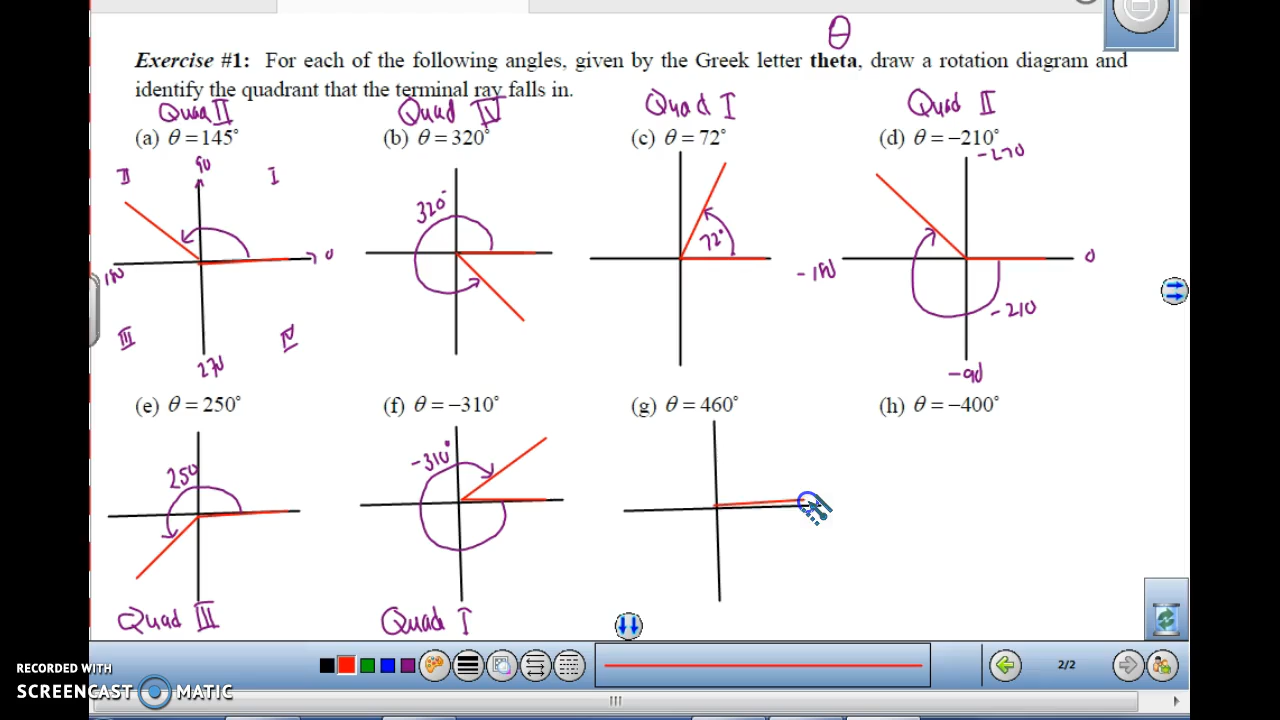 θ
Exercise #1: For each of the following angles, given by the Greek letter theta, draw a rotation diagram and
identify the quadrant that the terminal ray falls in.
Quad II Quad IV Quad I Quad II
(a) θ = 145° (b) θ = 320° (c) θ = 72° (d) θ = −210°
90 -270
II I 320° 72°
180 0 -180 0
III IV -210
270 -90
(e) θ = 250° (f) θ = −310° (g) θ = 460° (h) θ = −400°
250 -310°
Quad III Quad I
2/2
RECORDED WITH
SCREENCAST MATIC